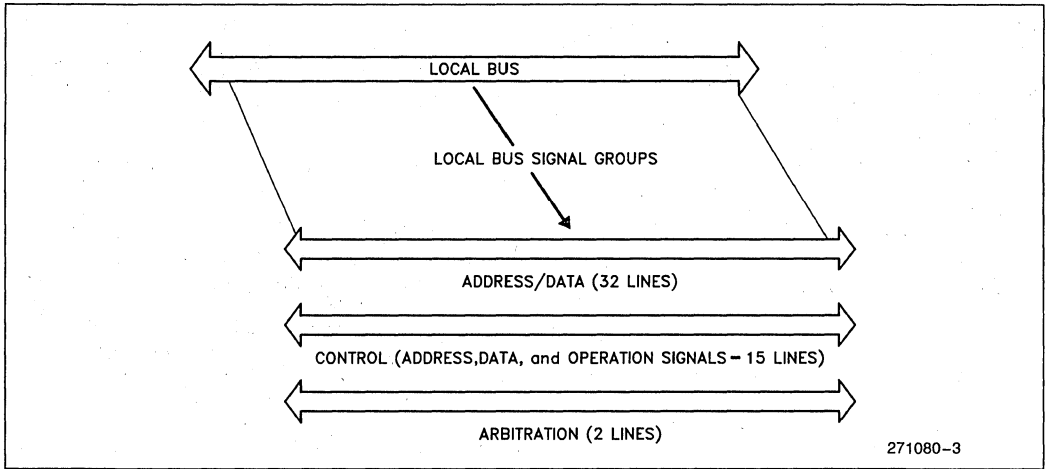 LOCAL BUS
LOCAL BUS SIGNAL GROUPS
ADDRESS/DATA (32 LINES)
CONTROL (ADDRESS,DATA, and OPERATION SIGNALS – 15 LINES)
ARBITRATION (2 LINES)
271080–3